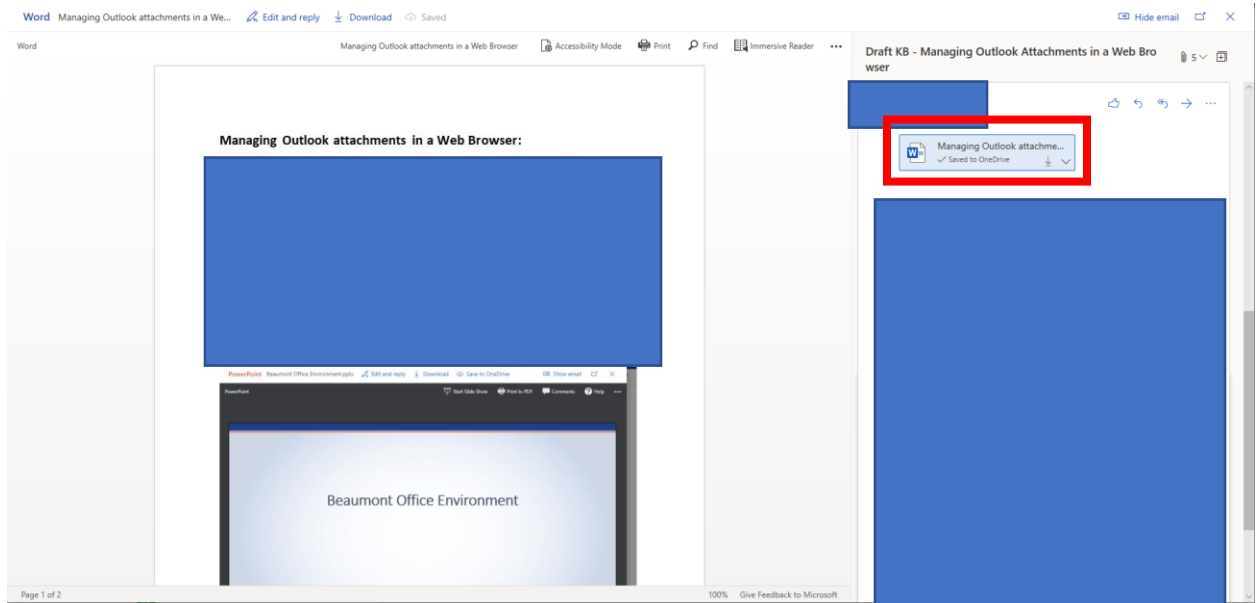 Word Managing Outlook attachments in a We... Edit and reply Download Saved Hide email
Word Managing Outlook attachments in a Web Browser Accessibility Mode Print Find Immersive Reader ...
Managing Outlook attachments in a Web Browser:
PowerPoint Beaumont Office Environment.pptx Edit and reply Download Save to OneDrive Show email
PowerPoint Start Slide Show Print to PDF Comments Help ...
Beaumont Office Environment
Page 1 of 2 100% Give Feedback to Microsoft
Draft KB - Managing Outlook Attachments in a Web Bro
wser
5
Managing Outlook attachme...
Saved to OneDrive